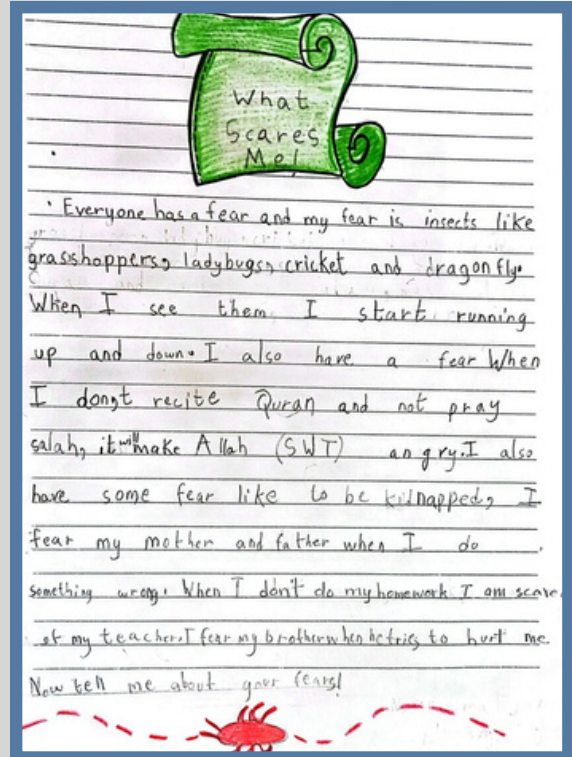 What
Scares
Me!
Everyone has a fear and my fear is insects like
grasshoppers, ladybugs, cricket and dragonfly.
When I see them I start running
up and down. I also have a fear When
I don,t recite Quran and not pray
salah, it will make Allah (SWT) angry. I also
have some fear like to be kidnapped, I
fear my mother and father when I do
something wrong. When I don't do my homework I am scare
of my teacher. I fear my brother when he tries to hurt me
Now tell me about your fears!